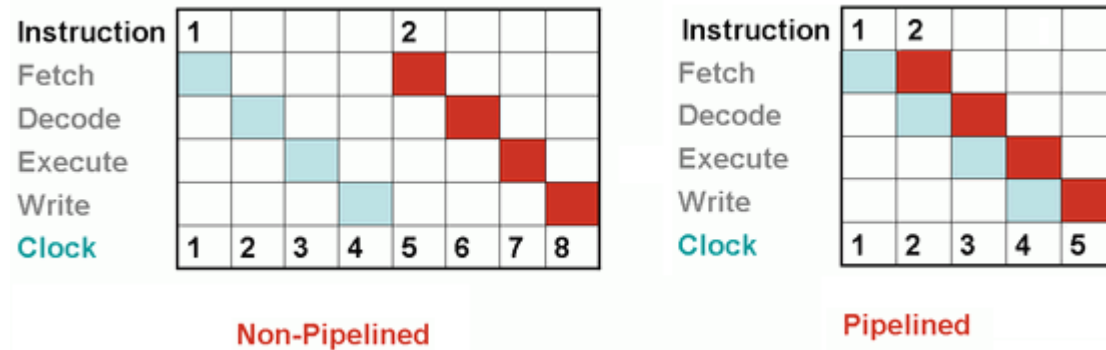 Instruction 1 2
Fetch
Decode
Execute
Write
Clock 1 2 3 4 5 6 7 8
Non-Pipelined
Instruction 1 2
Fetch
Decode
Execute
Write
Clock 1 2 3 4 5
Pipelined